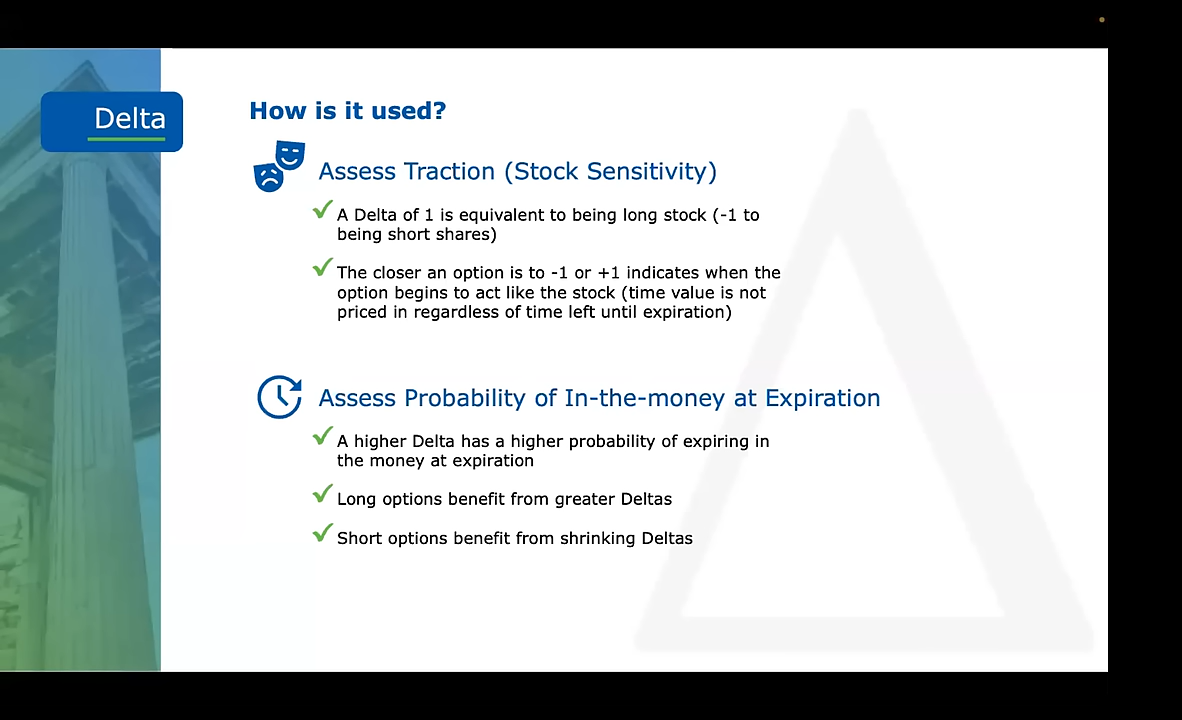 Delta
How is it used?
Assess Traction (Stock Sensitivity)
A Delta of 1 is equivalent to being long stock (-1 to
being short shares)
The closer an option is to -1 or +1 indicates when the
option begins to act like the stock (time value is not
priced in regardless of time left until expiration)
Assess Probability of In-the-money at Expiration
A higher Delta has a higher probability of expiring in
the money at expiration
Long options benefit from greater Deltas
Short options benefit from shrinking Deltas